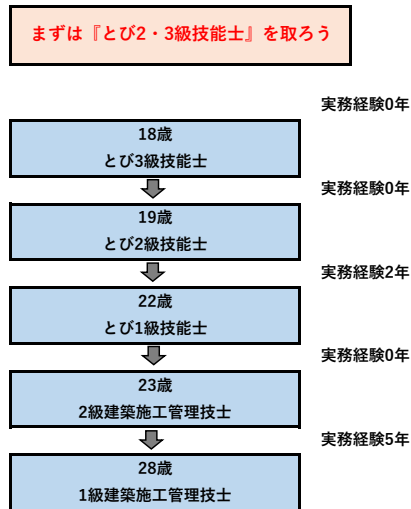 まずは『とび2・3級技能士』を取ろう
実務経験0年
18歳
とび3級技能士
実務経験0年
19歳
とび2級技能士
実務経験2年
22歳
とび1級技能士
実務経験0年
23歳
2級建築施工管理技士
実務経験5年
28歳
1級建築施工管理技士